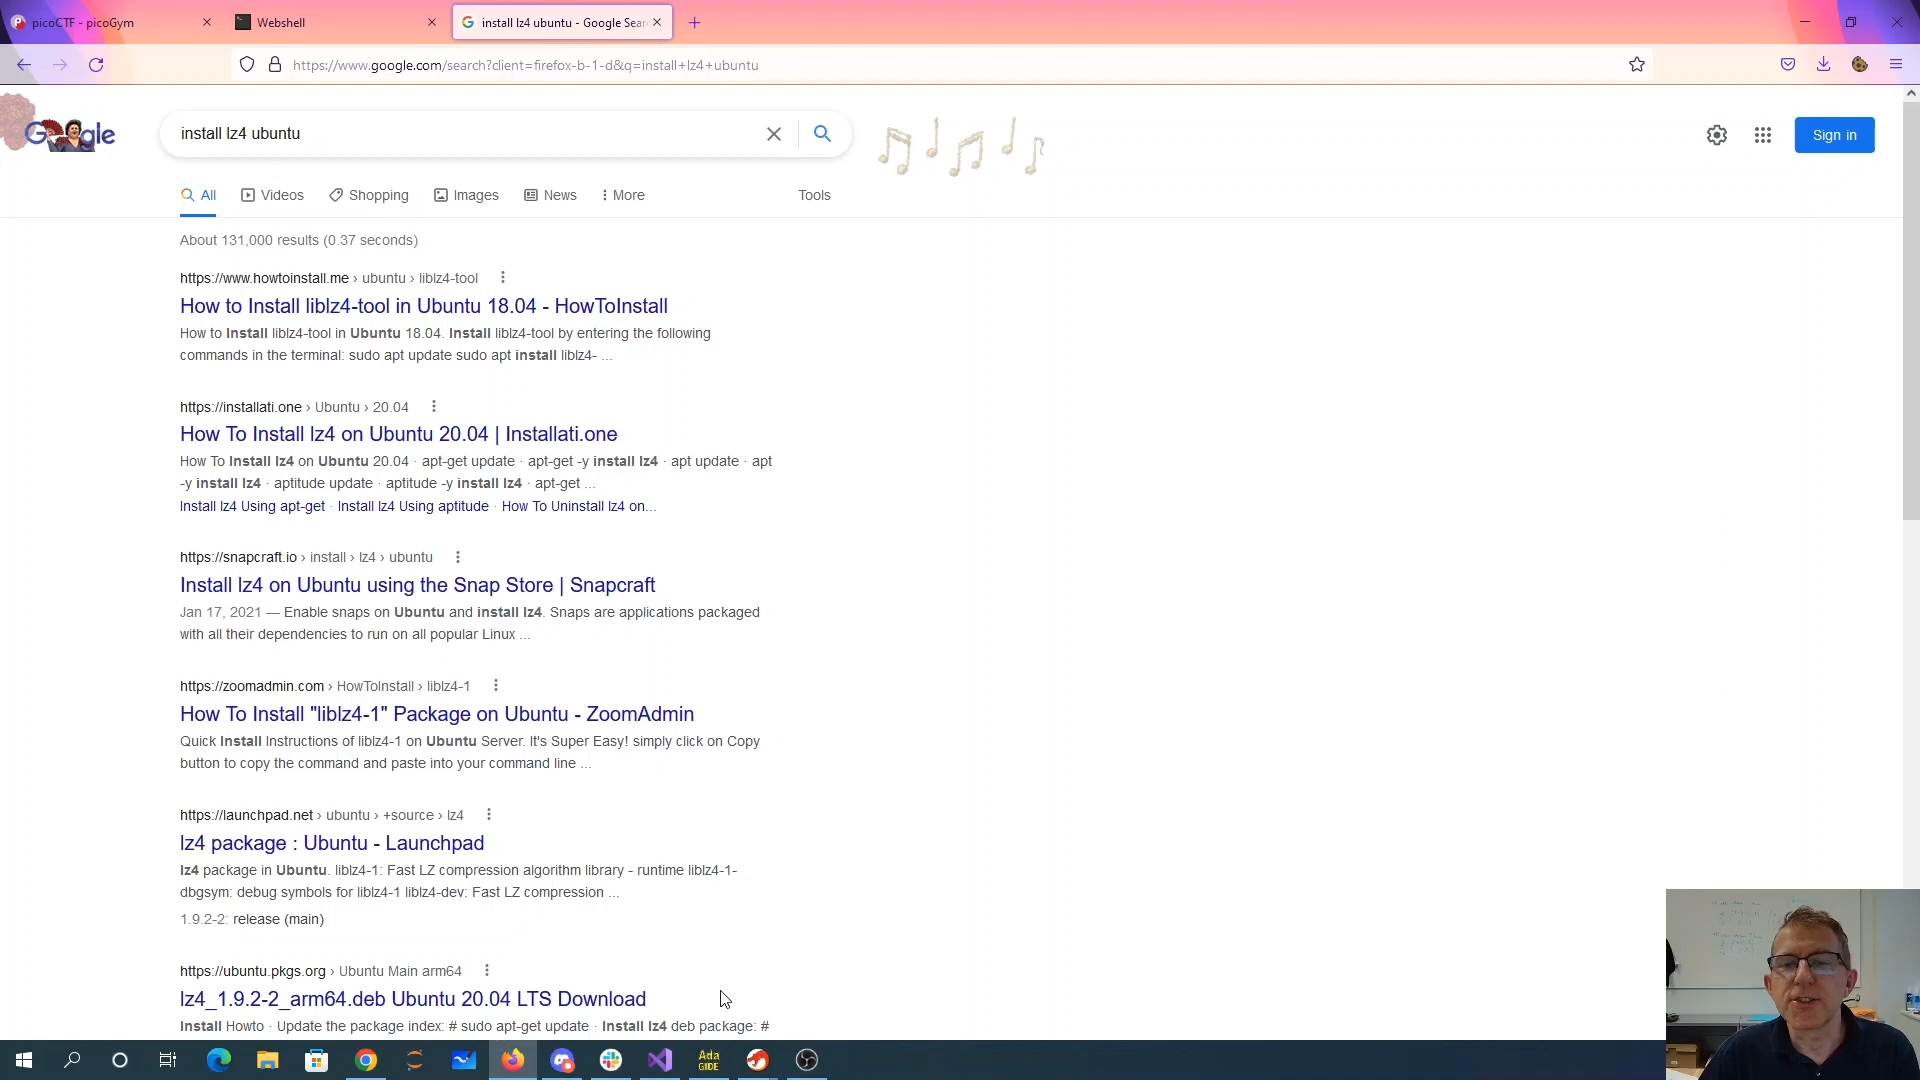 picoCTF - picoGym
Webshell
install lz4 ubuntu - Google Sear
https://www.google.com/search?client=firefox-b-1-d&q=install+lz4+ubuntu
Google
install lz4 ubuntu
Sign in
All
Videos
Shopping
Images
News
More
Tools
About 131,000 results (0.37 seconds)
https://www.howtoinstall.me › ubuntu › liblz4-tool
How to Install liblz4-tool in Ubuntu 18.04 - HowToInstall
How to Install liblz4-tool in Ubuntu 18.04. Install liblz4-tool by entering the following
commands in the terminal: sudo apt update sudo apt install liblz4- ...
https://installati.one › Ubuntu › 20.04
How To Install lz4 on Ubuntu 20.04 | Installati.one
How To Install lz4 on Ubuntu 20.04 · apt-get update · apt-get -y install lz4 · apt update · apt
-y install lz4 · aptitude update · aptitude -y install lz4 · apt-get ...
Install lz4 Using apt-get · Install lz4 Using aptitude · How To Uninstall lz4 on...
https://snapcraft.io › install › lz4 › ubuntu
Install lz4 on Ubuntu using the Snap Store | Snapcraft
Jan 17, 2021 — Enable snaps on Ubuntu and install lz4. Snaps are applications packaged
with all their dependencies to run on all popular Linux ...
https://zoomadmin.com › HowToInstall › liblz4-1
How To Install "liblz4-1" Package on Ubuntu - ZoomAdmin
Quick Install Instructions of liblz4-1 on Ubuntu Server. It's Super Easy! simply click on Copy
button to copy the command and paste into your command line ...
https://launchpad.net › ubuntu › +source › lz4
lz4 package : Ubuntu - Launchpad
lz4 package in Ubuntu. liblz4-1: Fast LZ compression algorithm library - runtime liblz4-1-
dbgsym: debug symbols for liblz4-1 liblz4-dev: Fast LZ compression ...
1.9.2-2: release (main)
https://ubuntu.pkgs.org › Ubuntu Main arm64
lz4_1.9.2-2_arm64.deb Ubuntu 20.04 LTS Download
Install Howto · Update the package index: # sudo apt-get update · Install lz4 deb package: #
Ada
GIDE